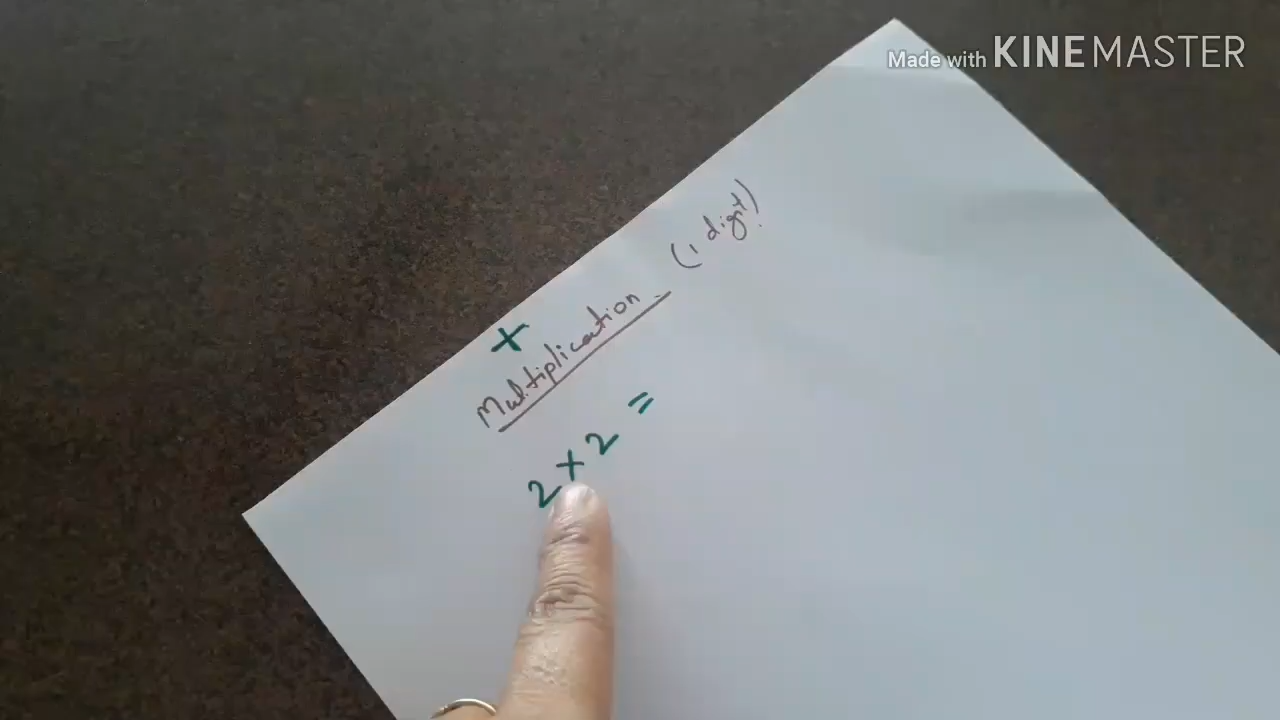 Made with KINEMASTER
×
Multiplication (1 digit)
2 × 2 =